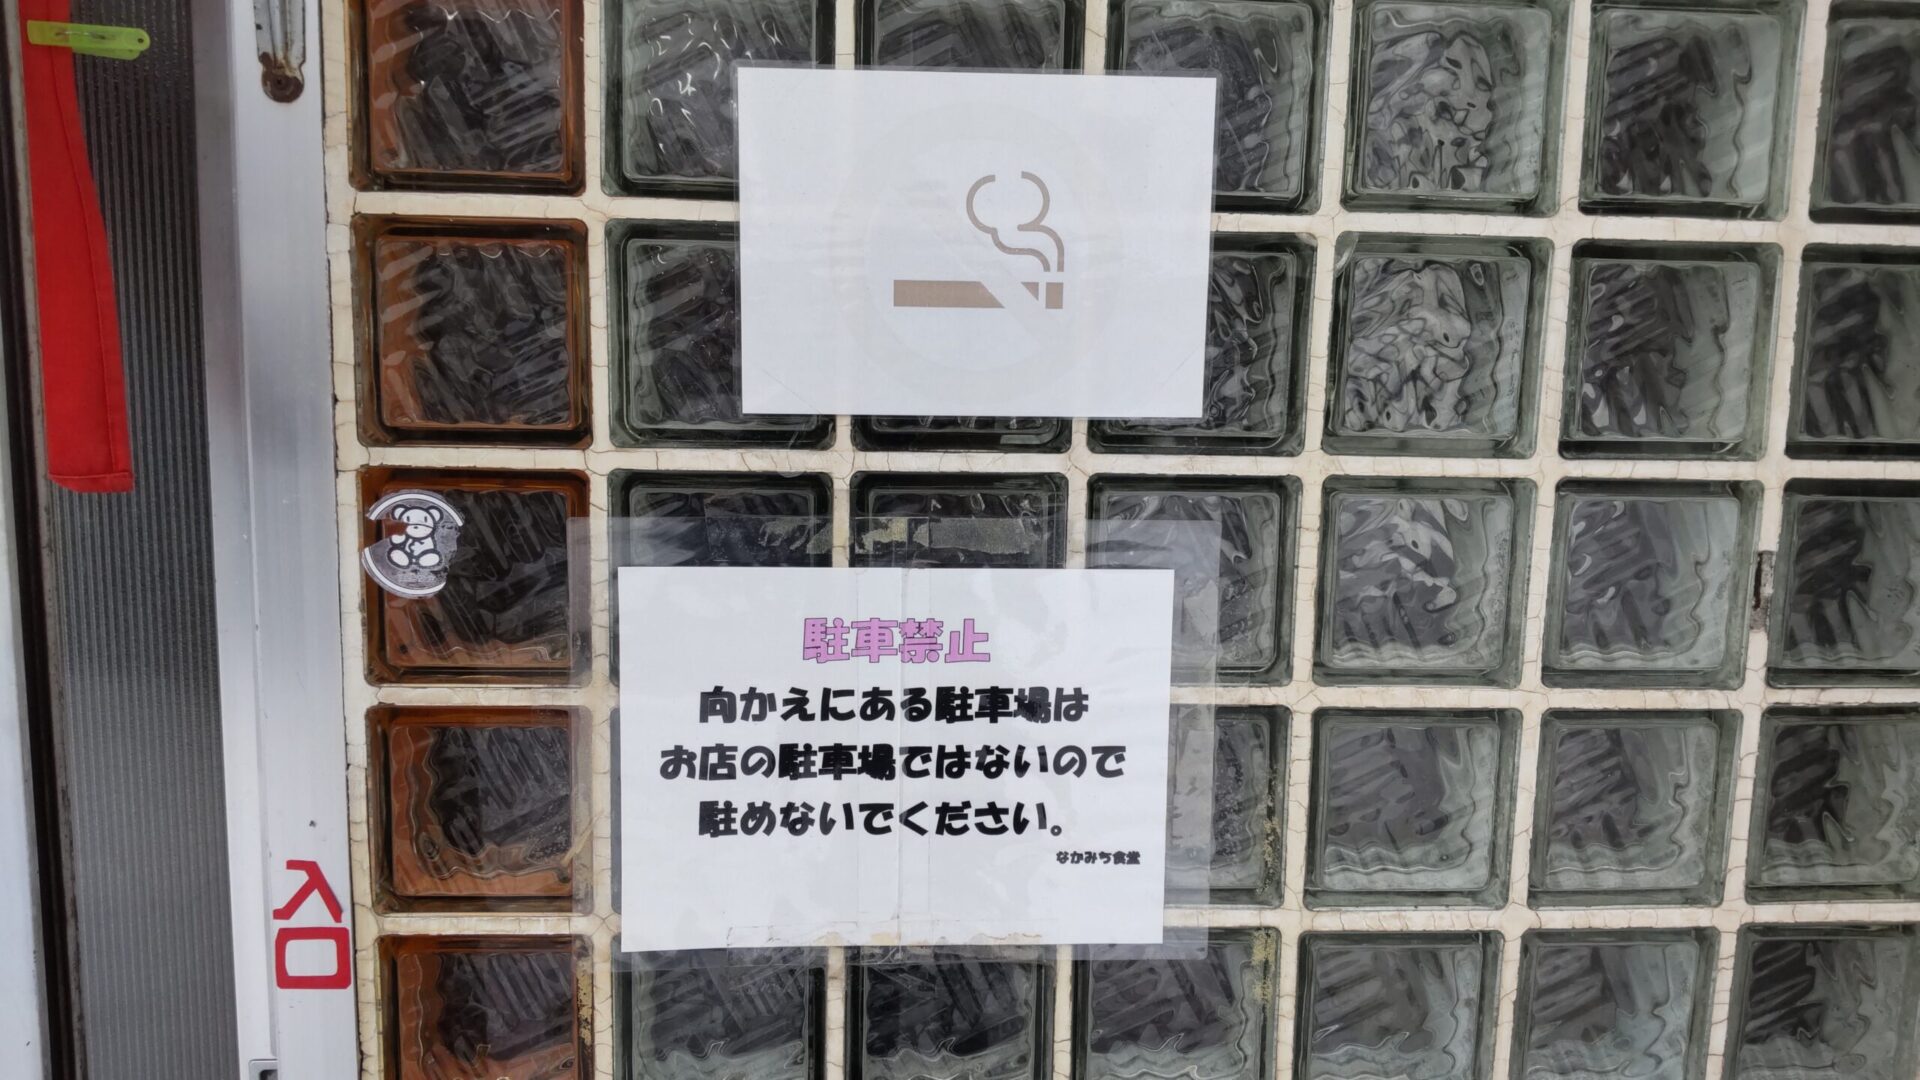 駐車禁止
向かえにある駐車場は
お店の駐車場ではないので
駐めないでください。
なかみち食堂
入口